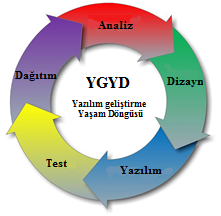 Analiz
Dizayn
Yazılım
Test
Dağıtım
YGYD
Yazılım geliştirme
Yaşam Döngüsü